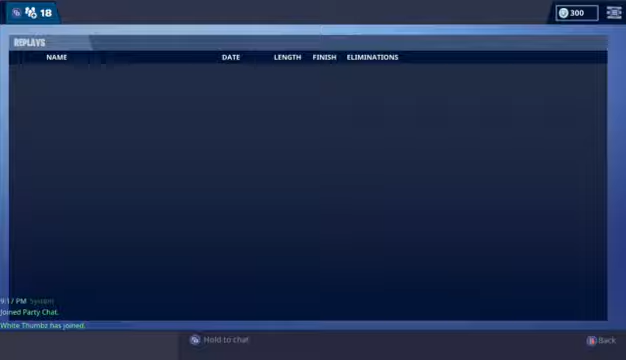 18
300
REPLAYS
NAME DATE LENGTH FINISH ELIMINATIONS
9:17 PM System
Joined Party Chat.
White Thumbz has joined.
Hold to chat
Back